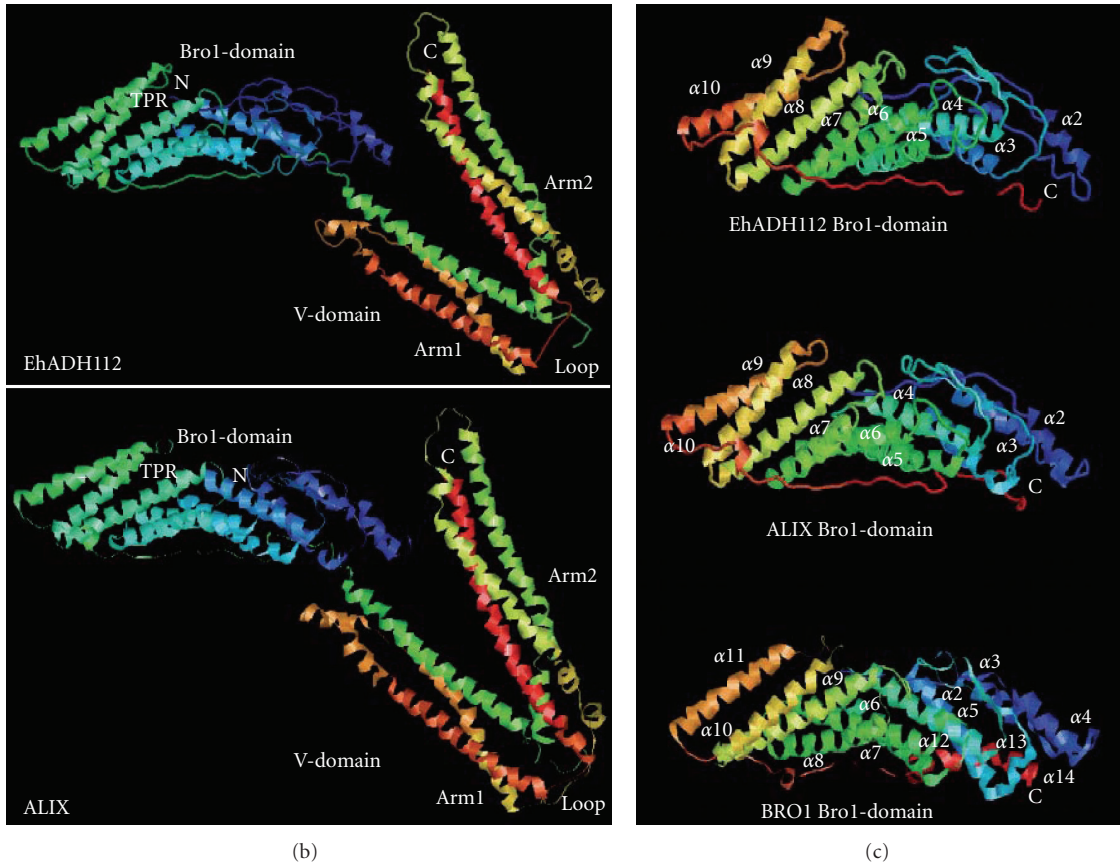 Bro1-domain
N
TPR
C
Arm2
V-domain
Arm1
Loop
EhADH112
Bro1-domain
TPR
N
C
Arm2
V-domain
Arm1
Loop
ALIX
(b)
α9
α10
α8
α7
α6
α4
α5
α2
α3
C
EhADH112 Bro1-domain
α9
α8
α4
α2
α10
α7
α6
α5
α3
C
ALIX Bro1-domain
α11
α9
α3
α6
α2
α5
α4
α10
α8
α7
α12
α13
α14
C
BRO1 Bro1-domain
(c)